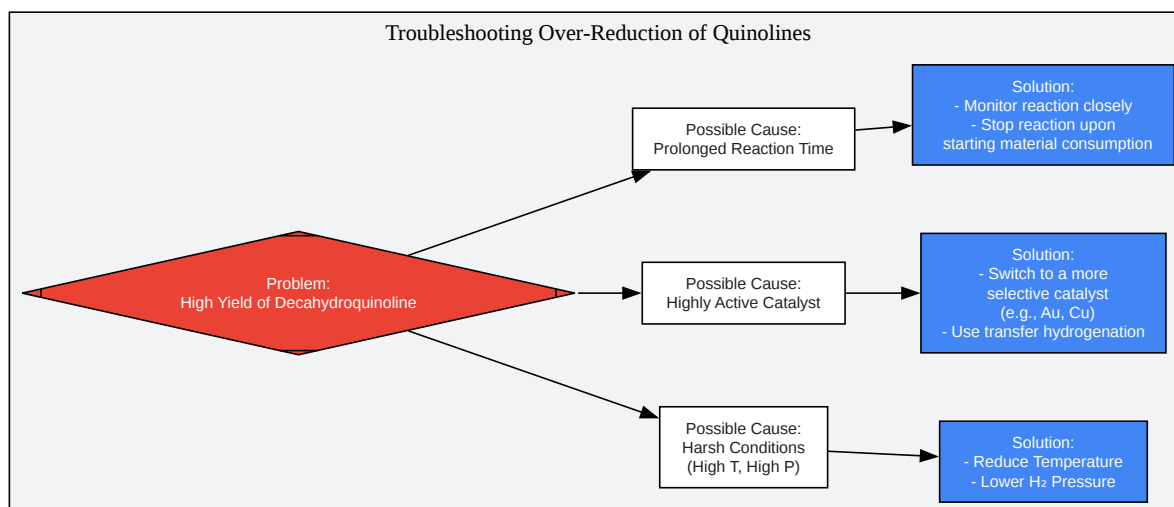 Troubleshooting Over-Reduction of Quinolines
Problem:
High Yield of Decahydroquinoline
Possible Cause:
Prolonged Reaction Time
Solution:
- Monitor reaction closely
- Stop reaction upon
starting material consumption
Possible Cause:
Highly Active Catalyst
Solution:
- Switch to a more
selective catalyst
(e.g., Au, Cu)
- Use transfer hydrogenation
Possible Cause:
Harsh Conditions
(High T, High P)
Solution:
- Reduce Temperature
- Lower H₂ Pressure